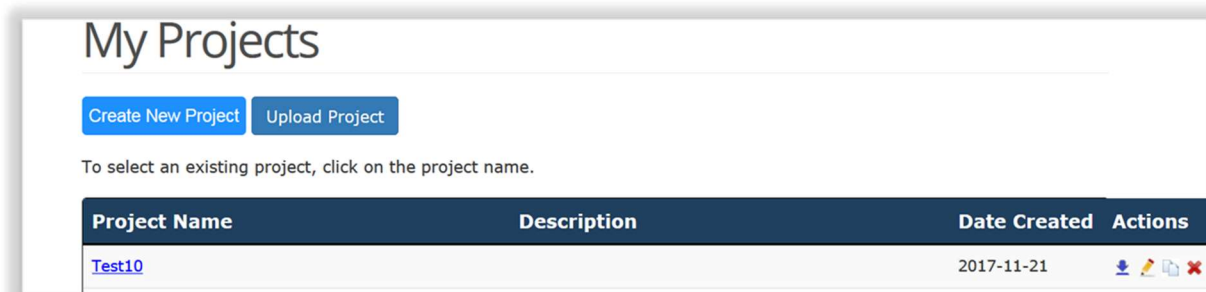 My Projects
Create New Project Upload Project
To select an existing project, click on the project name.
Project Name Description Date Created Actions
Test10 2017-11-21